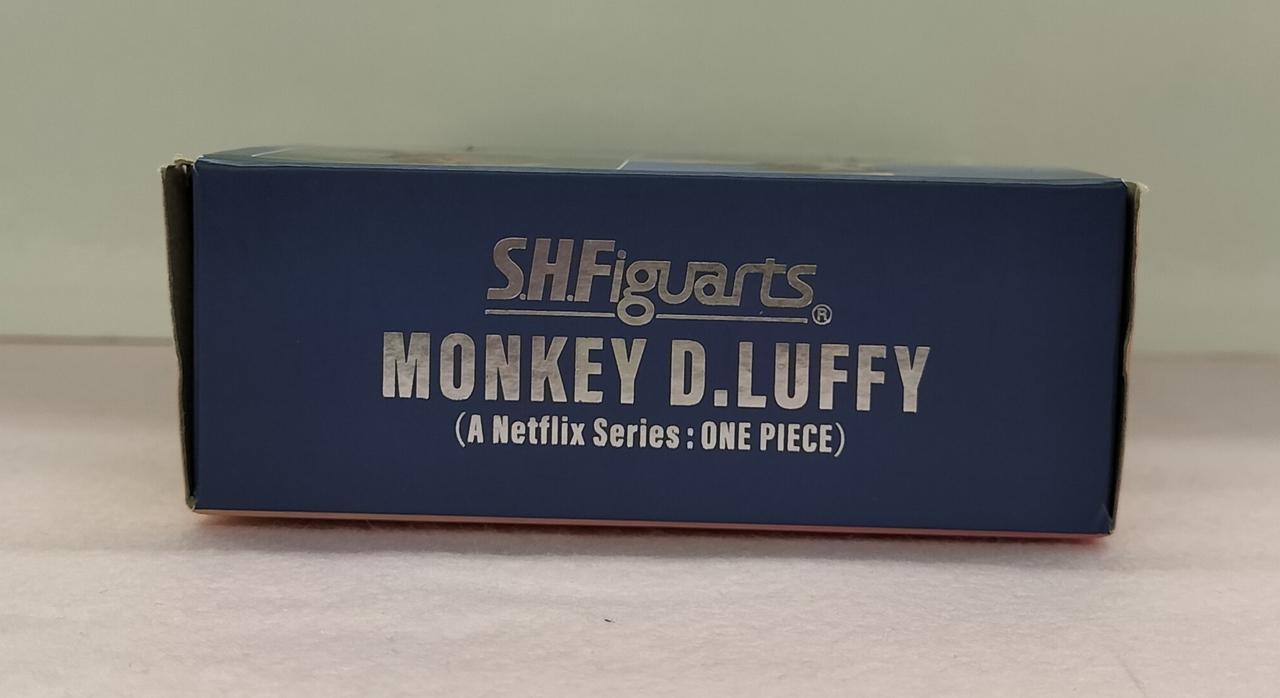 S.H.Figuarts®
MONKEY D.LUFFY
(A Netflix Series : ONE PIECE)